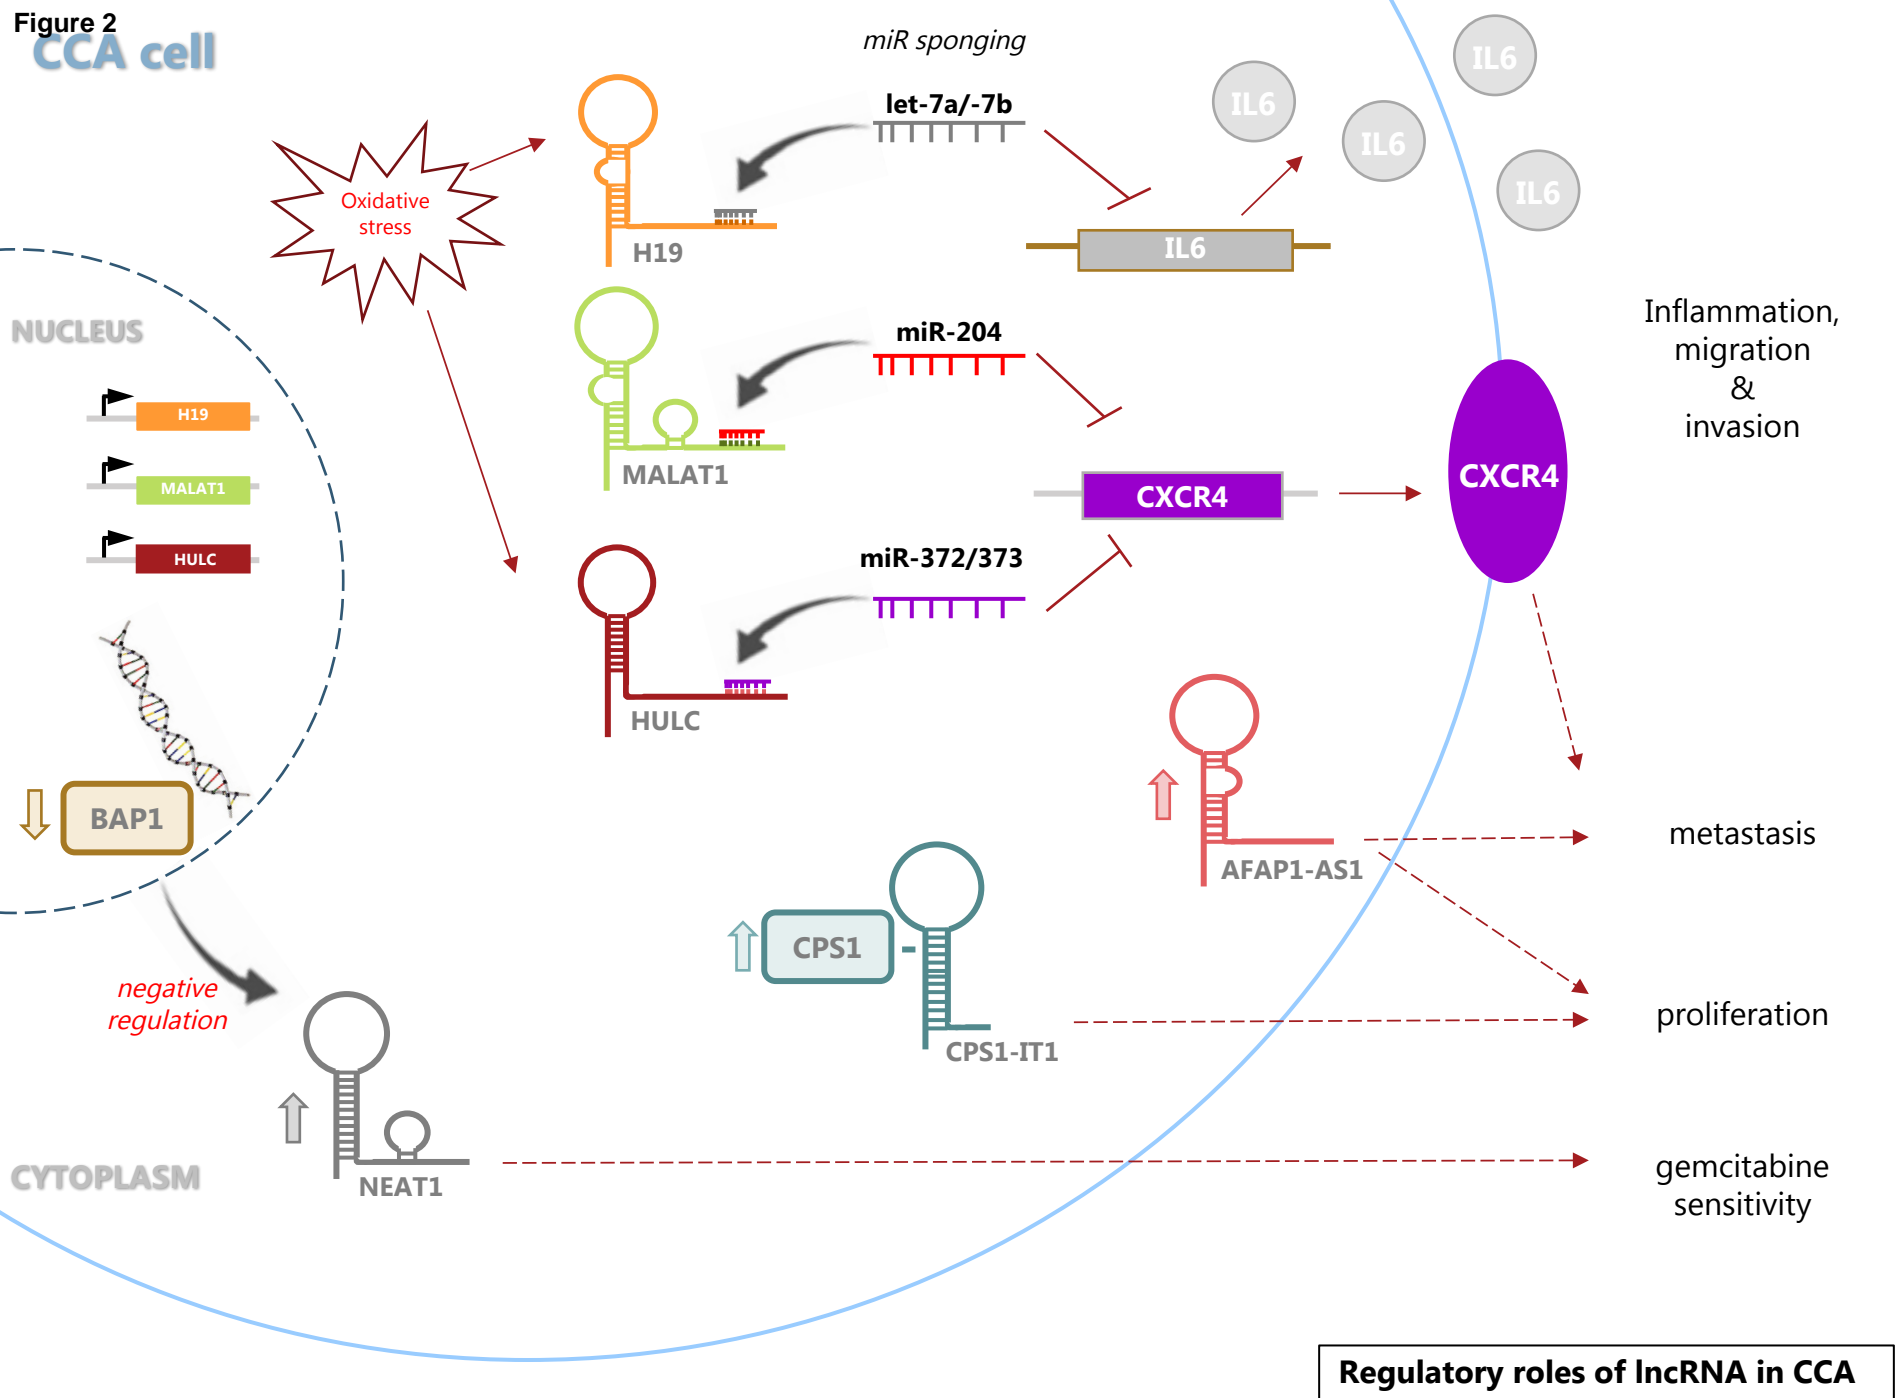 Figure 2
CCA cell
miR sponging
IL6
IL6
IL6
IL6
let-7a/-7b
Oxidative
stress
H19
IL6
NUCLEUS
miR-204
Inflammation,
migration
&
invasion
H19
MALAT1
MALAT1
CXCR4
CXCR4
HULC
miR-372/373
HULC
BAP1
AFAP1-AS1
metastasis
CPS1
CPS1-IT1
proliferation
negative
regulation
NEAT1
CYTOPLASM
gemcitabine
sensitivity
Regulatory roles of lncRNA in CCA